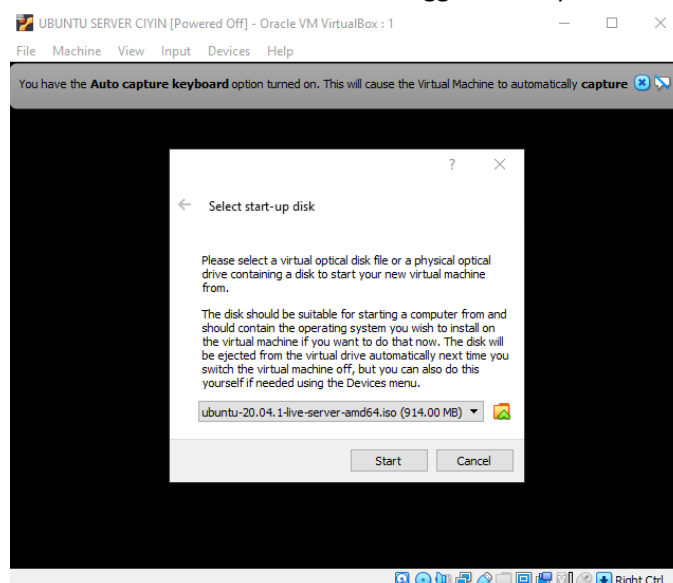 UBUNTU SERVER CIYIN [Powered Off] - Oracle VM VirtualBox : 1
File Machine View Input Devices Help
You have the Auto capture keyboard option turned on. This will cause the Virtual Machine to automatically capture
?
Select start-up disk
Please select a virtual optical disk file or a physical optical
drive containing a disk to start your new virtual machine
from.
The disk should be suitable for starting a computer from and
should contain the operating system you wish to install on
the virtual machine if you want to do that now. The disk will
be ejected from the virtual drive automatically next time you
switch the virtual machine off, but you can also do this
yourself if needed using the Devices menu.
ubuntu-20.04.1-live-server-amd64.iso (914.00 MB)
Start Cancel
Right Ctrl